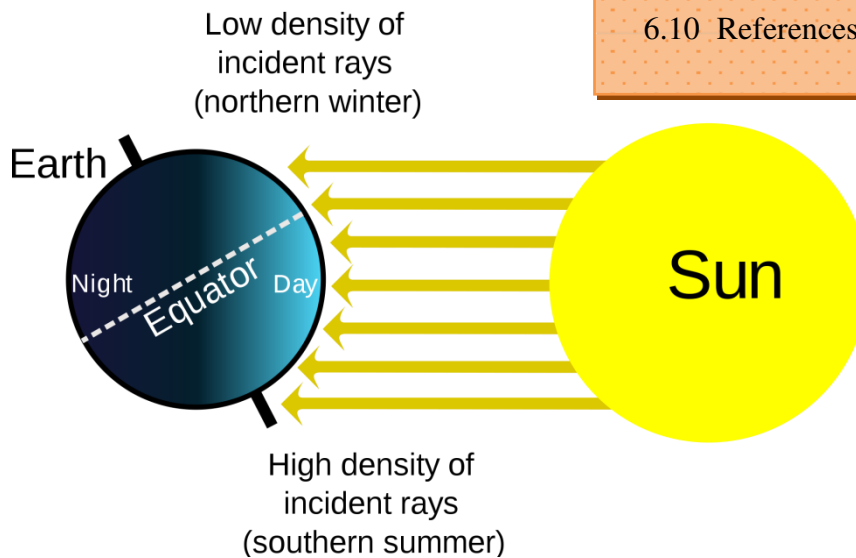 6.10 References
Low density of
incident rays
(northern winter)
Earth
Night
Equator
Day
Sun
High density of
incident rays
(southern summer)